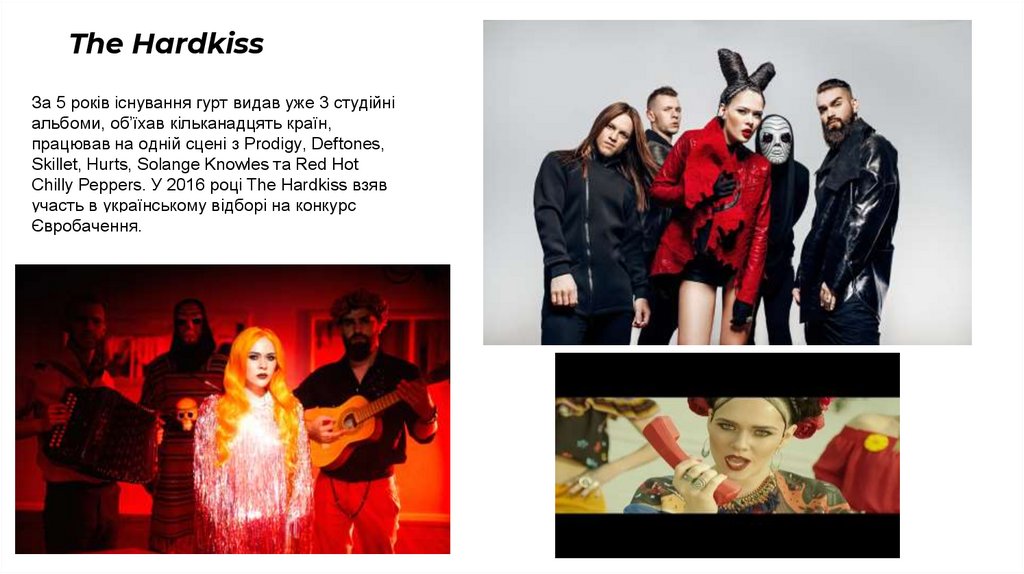 The Hardkiss
За 5 років існування гурт видав уже 3 студійні
альбоми, об'їхав кільканадцять країн,
працював на одній сцені з Prodigy, Deftones,
Skillet, Hurts, Solange Knowles та Red Hot
Chilly Peppers. У 2016 році The Hardkiss взяв
участь в українському відборі на конкурс
Євробачення.